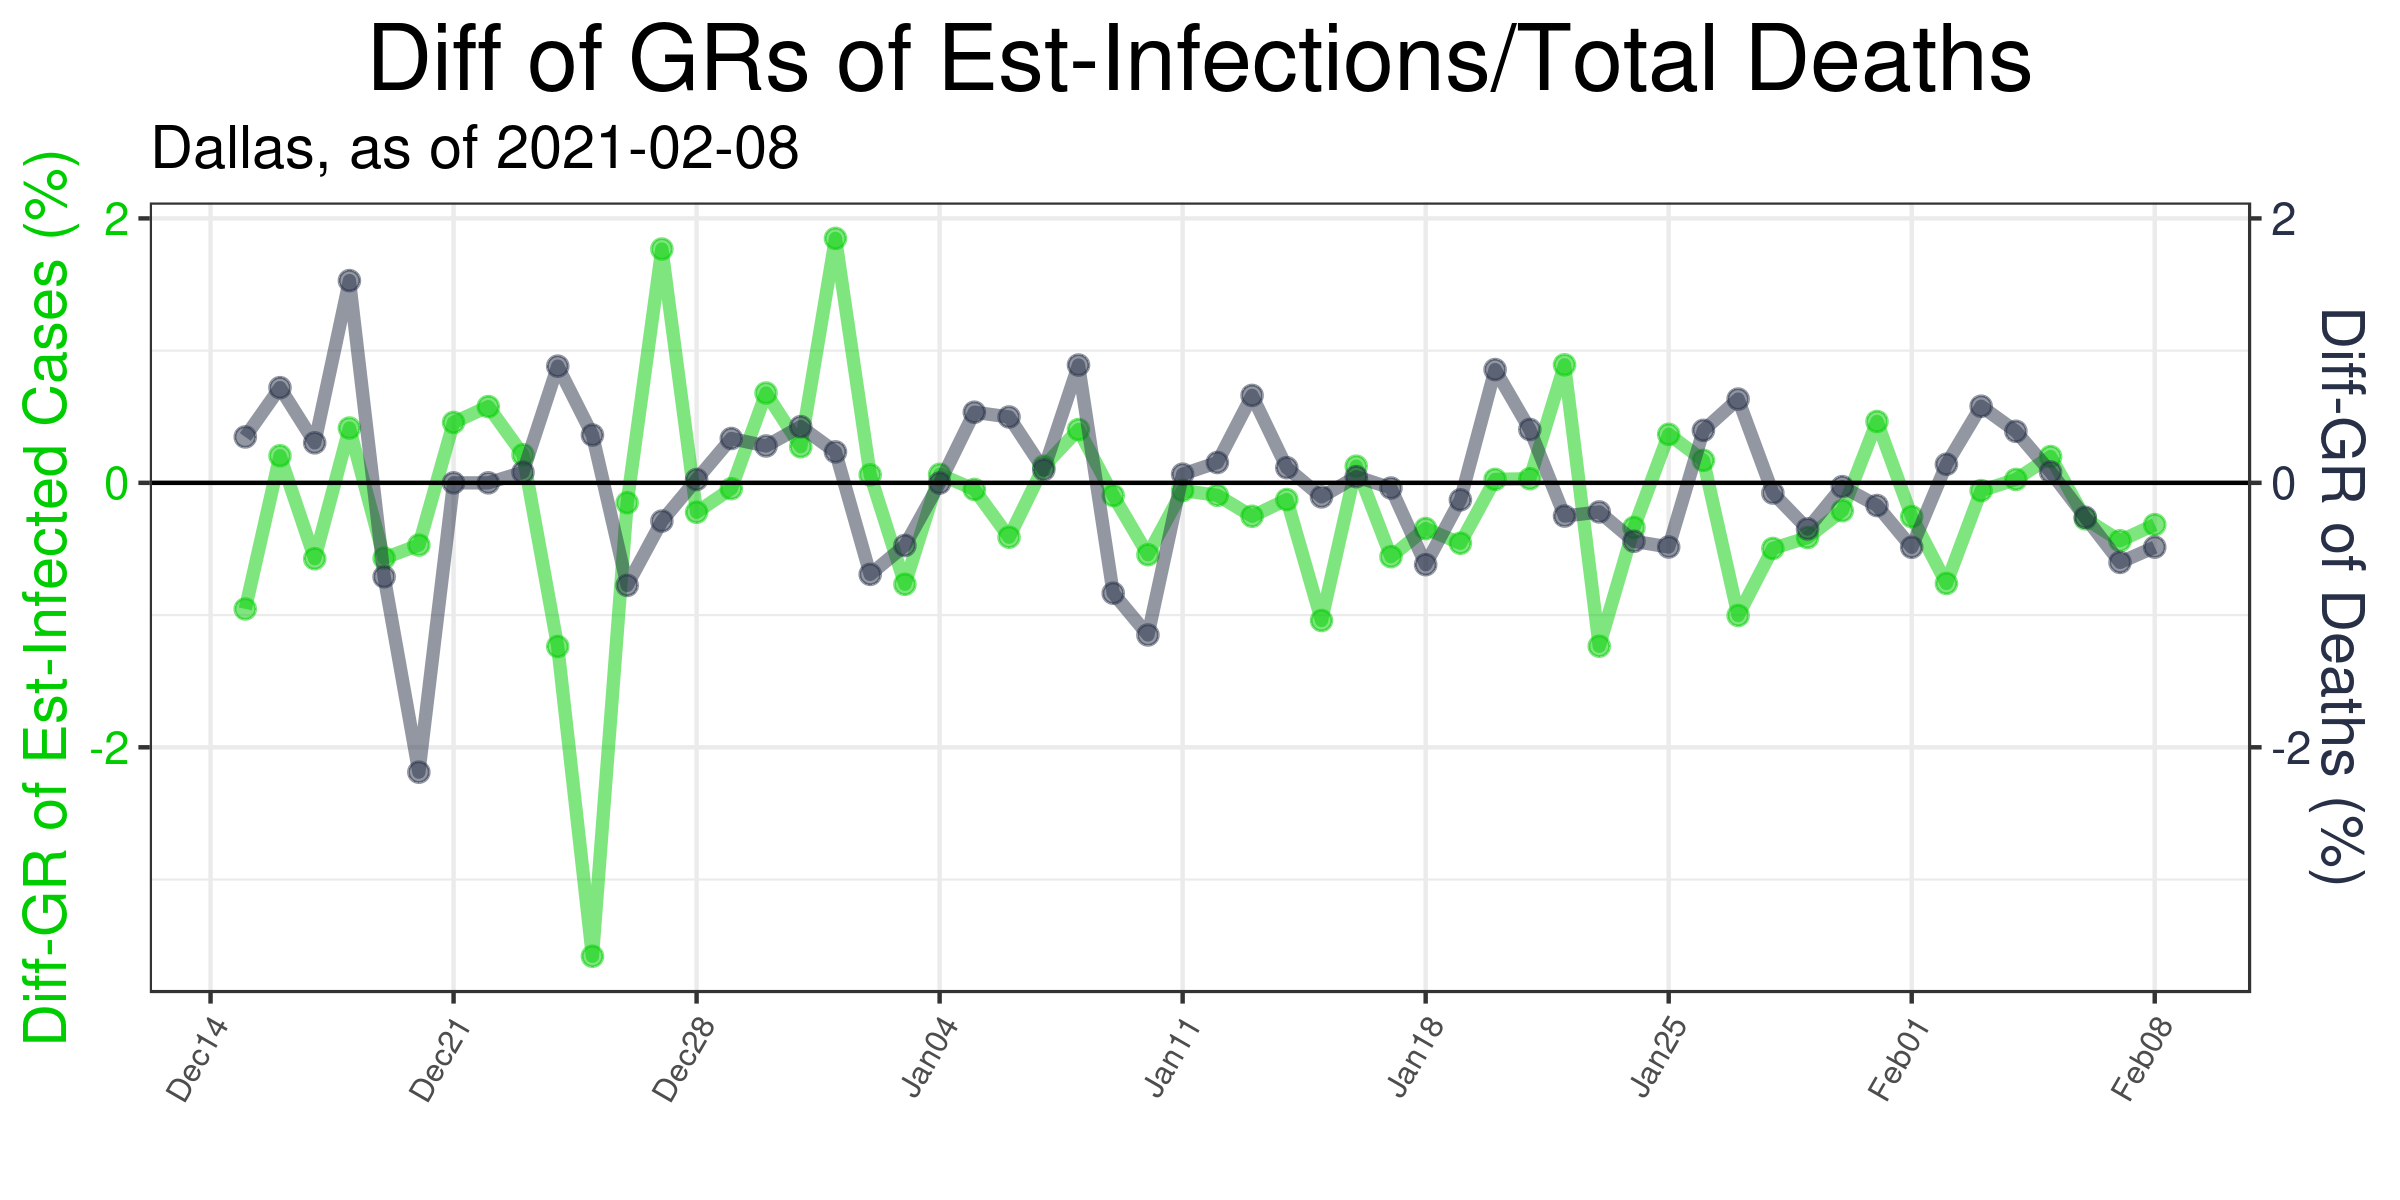 Diff of GRs of Est-Infections/Total Deaths
Dallas, as of 2021-02-08
Diff-GR of Est-Infected Cases (%)
2
0
-2
2
0
-2
Diff-GR of Deaths (%)
Dec14
Dec21
Dec28
Jan04
Jan11
Jan18
Jan25
Feb01
Feb08